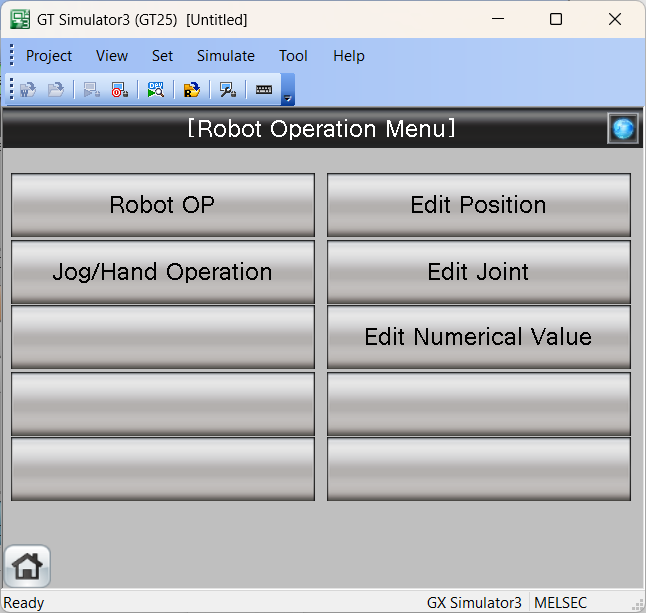 GT Simulator3 (GT25)  [Untitled]
Project View Set Simulate Tool Help
[Robot Operation Menu]
Robot OP
Edit Position
Jog/Hand Operation
Edit Joint
Edit Numerical Value
Ready
GX Simulator3
MELSEC